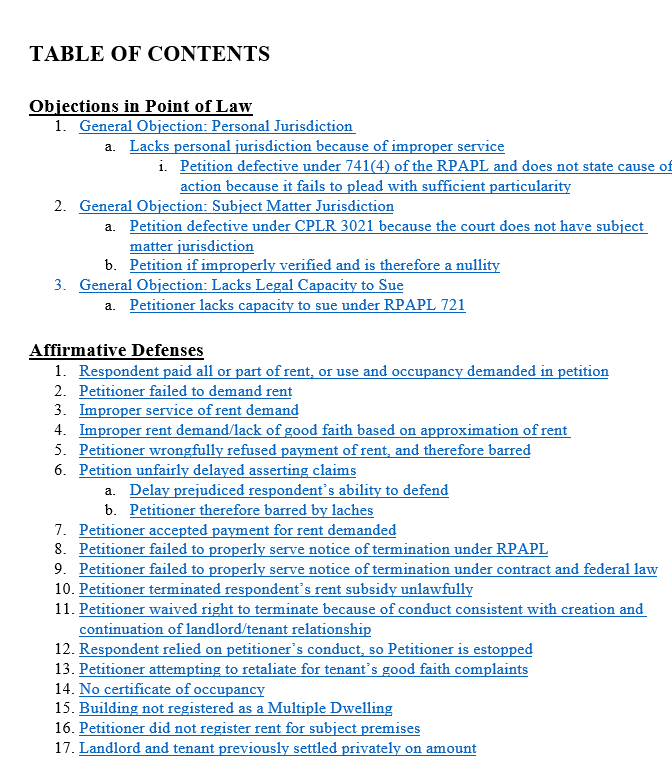 TABLE OF CONTENTS
Objections in Point of Law
1. General Objection: Personal Jurisdiction
a. Lacks personal jurisdiction because of improper service
i. Petition defective under 741(4) of the RPAPL and does not state cause of
action because it fails to plead with sufficient particularity
2. General Objection: Subject Matter Jurisdiction
a. Petition defective under CPLR 3021 because the court does not have subject
matter jurisdiction
b. Petition if improperly verified and is therefore a nullity
3. General Objection: Lacks Legal Capacity to Sue
a. Petitioner lacks capacity to sue under RPAPL 721
Affirmative Defenses
1. Respondent paid all or part of rent, or use and occupancy demanded in petition
2. Petitioner failed to demand rent
3. Improper service of rent demand
4. Improper rent demand/lack of good faith based on approximation of rent
5. Petitioner wrongfully refused payment of rent, and therefore barred
6. Petition unfairly delayed asserting claims
a. Delay prejudiced respondent's ability to defend
b. Petitioner therefore barred by laches
7. Petitioner accepted payment for rent demanded
8. Petitioner failed to properly serve notice of termination under RPAPL
9. Petitioner failed to properly serve notice of termination under contract and federal law
10. Petitioner terminated respondent's rent subsidy unlawfully
11. Petitioner waived right to terminate because of conduct consistent with creation and
continuation of landlord/tenant relationship
12. Respondent relied on petitioner's conduct, so Petitioner is estopped
13. Petitioner attempting to retaliate for tenant's good faith complaints
14. No certificate of occupancy
15. Building not registered as a Multiple Dwelling
16. Petitioner did not register rent for subject premises
17. Landlord and tenant previously settled privately on amount